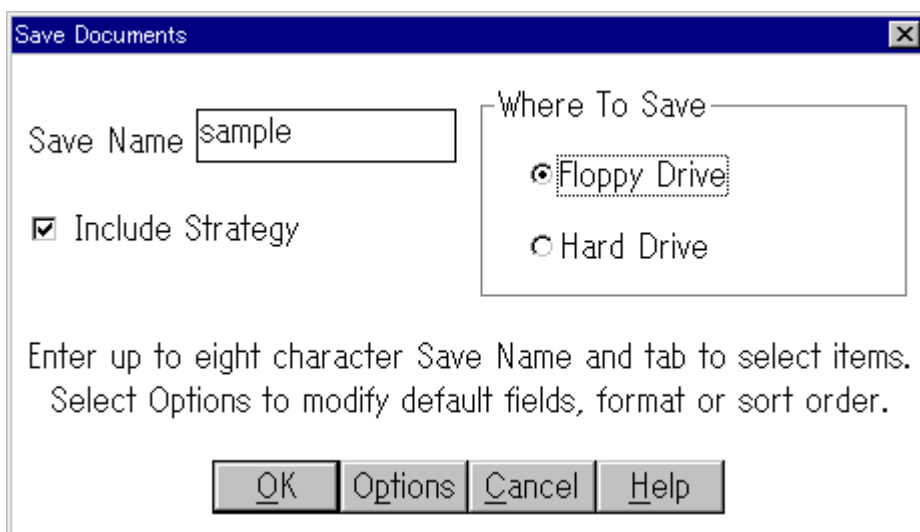 Save Documents
Save Name sample
Include Strategy
Where To Save
Floppy Drive
Hard Drive
Enter up to eight character Save Name and tab to select items.
Select Options to modify default fields, format or sort order.
OK Options Cancel Help